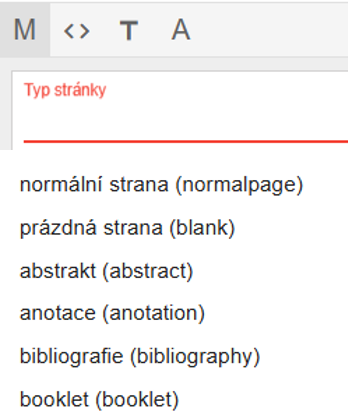 M <> T A
Typ stránky
normální strana (normalpage)
prázdná strana (blank)
abstrakt (abstract)
anotace (anotation)
bibliografie (bibliography)
booklet (booklet)